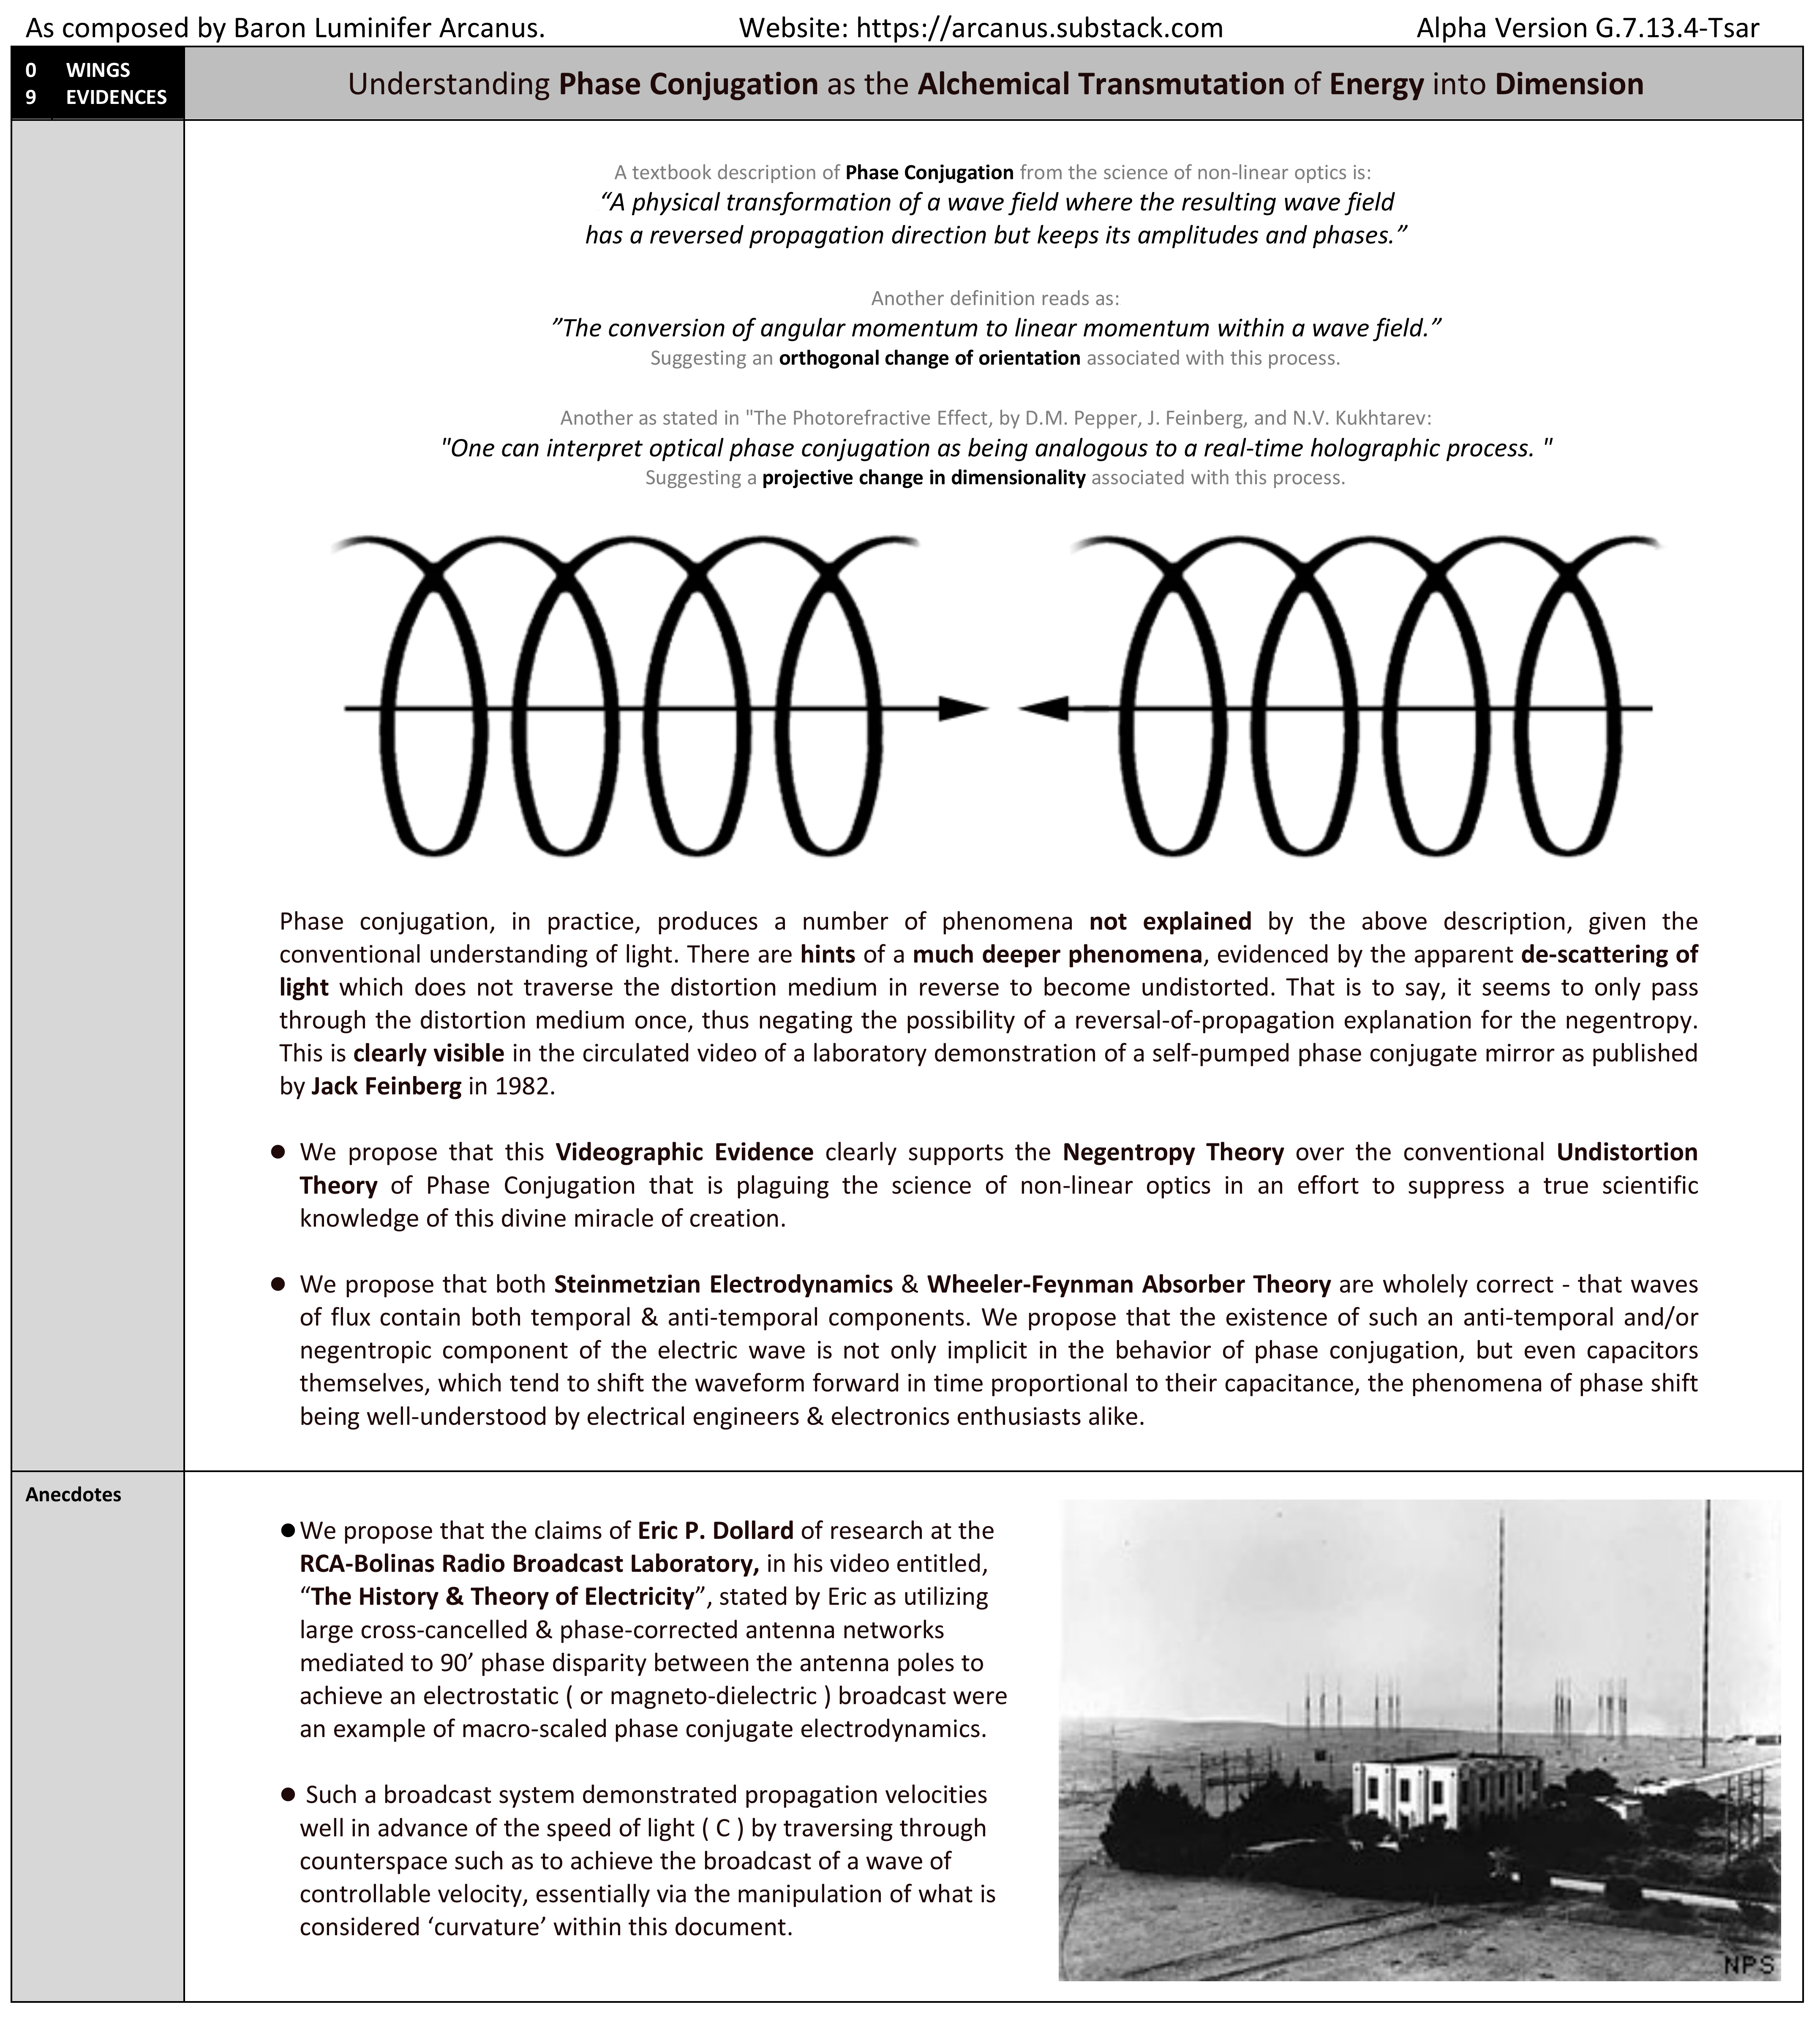 As composed by Baron Luminifer Arcanus. Website: https://arcanus.substack.com Alpha Version G.7.13.4-Tsar
0 WINGS
9 EVIDENCES
Understanding Phase Conjugation as the Alchemical Transmutation of Energy into Dimension
A textbook description of Phase Conjugation from the science of non-linear optics is:
“A physical transformation of a wave field where the resulting wave field
has a reversed propagation direction but keeps its amplitudes and phases.”
Another definition reads as:
”The conversion of angular momentum to linear momentum within a wave field.”
Suggesting an orthogonal change of orientation associated with this process.
Another as stated in "The Photorefractive Effect, by D.M. Pepper, J. Feinberg, and N.V. Kukhtarev:
"One can interpret optical phase conjugation as being analogous to a real-time holographic process. "
Suggesting a projective change in dimensionality associated with this process.
Phase conjugation, in practice, produces a number of phenomena not explained by the above description, given the
conventional understanding of light. There are hints of a much deeper phenomena, evidenced by the apparent de-scattering of
light which does not traverse the distortion medium in reverse to become undistorted. That is to say, it seems to only pass
through the distortion medium once, thus negating the possibility of a reversal-of-propagation explanation for the negentropy.
This is clearly visible in the circulated video of a laboratory demonstration of a self-pumped phase conjugate mirror as published
by Jack Feinberg in 1982.
● We propose that this Videographic Evidence clearly supports the Negentropy Theory over the conventional Undistortion
Theory of Phase Conjugation that is plaguing the science of non-linear optics in an effort to suppress a true scientific
knowledge of this divine miracle of creation.
● We propose that both Steinmetzian Electrodynamics & Wheeler-Feynman Absorber Theory are wholely correct - that waves
of flux contain both temporal & anti-temporal components. We propose that the existence of such an anti-temporal and/or
negentropic component of the electric wave is not only implicit in the behavior of phase conjugation, but even capacitors
themselves, which tend to shift the waveform forward in time proportional to their capacitance, the phenomena of phase shift
being well-understood by electrical engineers & electronics enthusiasts alike.
Anecdotes
● We propose that the claims of Eric P. Dollard of research at the
RCA-Bolinas Radio Broadcast Laboratory, in his video entitled,
“The History & Theory of Electricity”, stated by Eric as utilizing
large cross-cancelled & phase-corrected antenna networks
mediated to 90’ phase disparity between the antenna poles to
achieve an electrostatic ( or magneto-dielectric ) broadcast were
an example of macro-scaled phase conjugate electrodynamics.
● Such a broadcast system demonstrated propagation velocities
well in advance of the speed of light ( C ) by traversing through
counterspace such as to achieve the broadcast of a wave of
controllable velocity, essentially via the manipulation of what is
considered ‘curvature’ within this document.
NPS